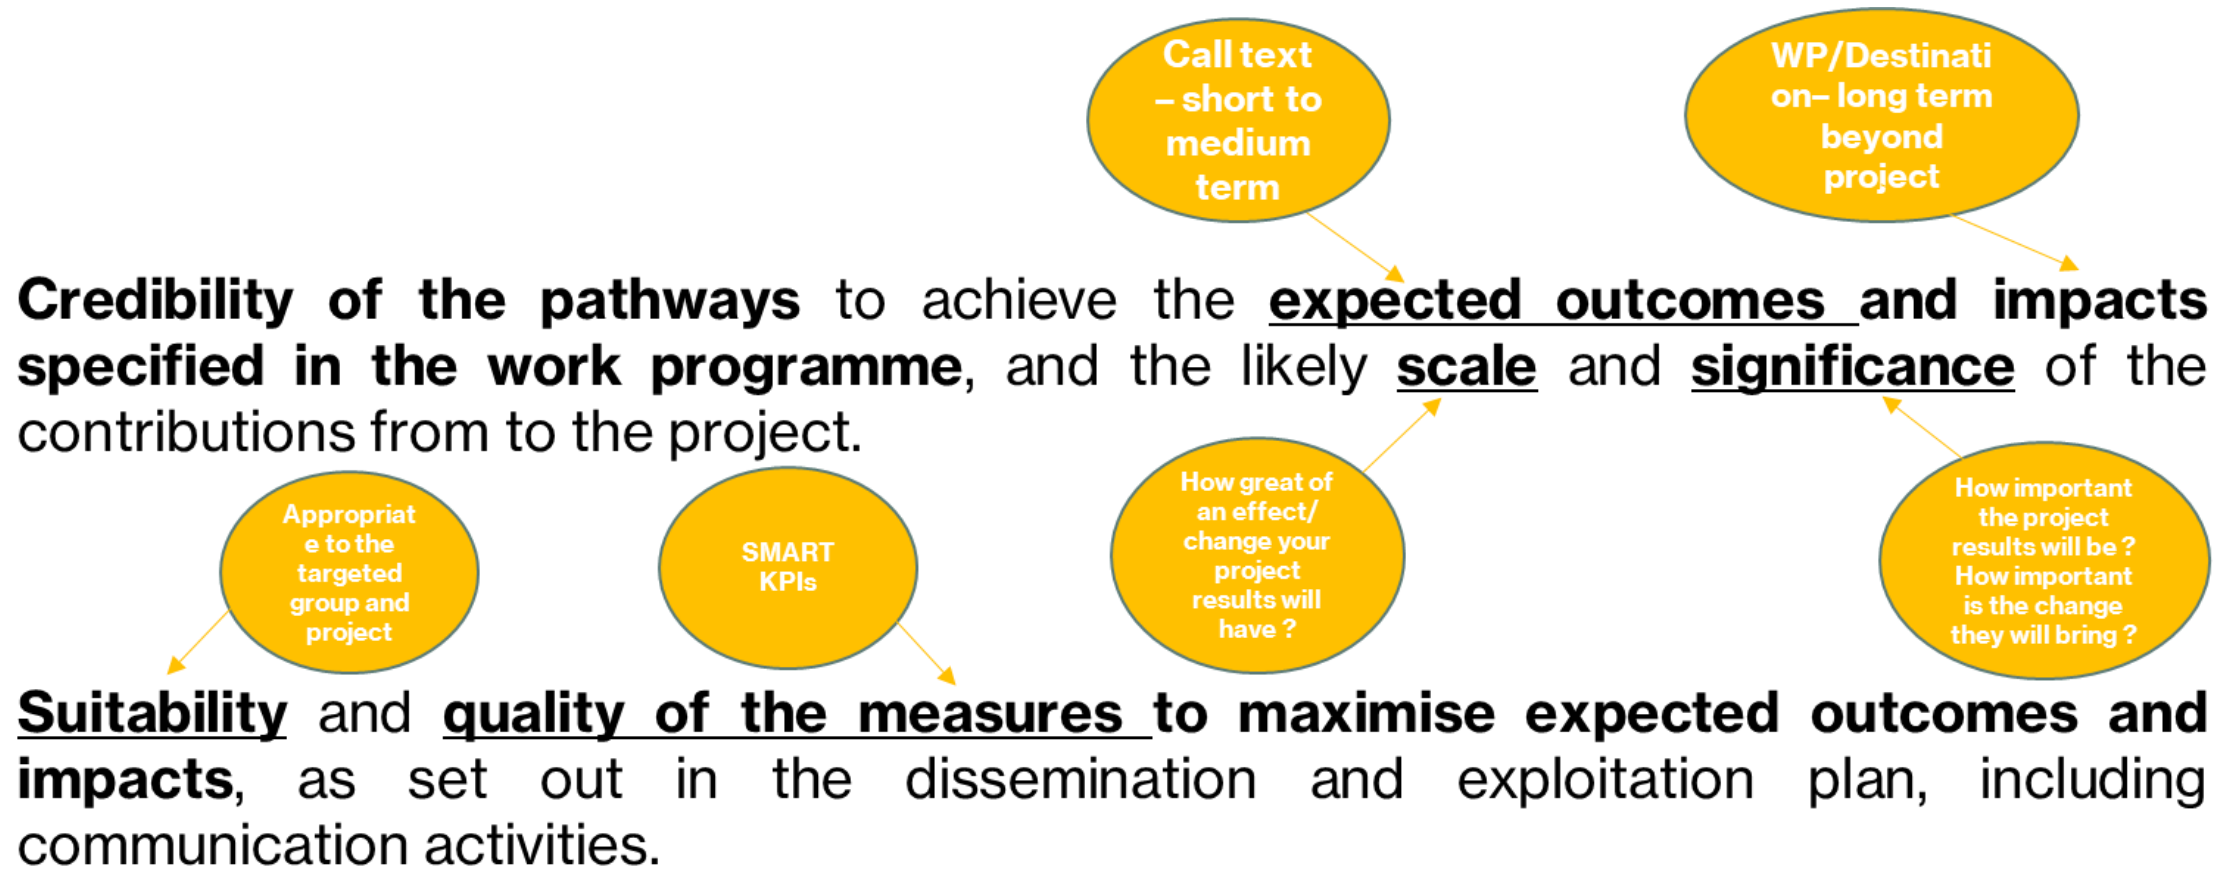 Call text
– short to
medium
term
WP/Destinati
on– long term
beyond
project
Credibility of the pathways to achieve the expected outcomes and impacts
specified in the work programme, and the likely scale and significance of the
contributions from to the project.
Appropriat
e to the
targeted
group and
project
SMART
KPIs
How great of
an effect/
change your
project
results will
have ?
How important
the project
results will be ?
How important
is the change
they will bring ?
Suitability and quality of the measures to maximise expected outcomes and
impacts, as set out in the dissemination and exploitation plan, including
communication activities.